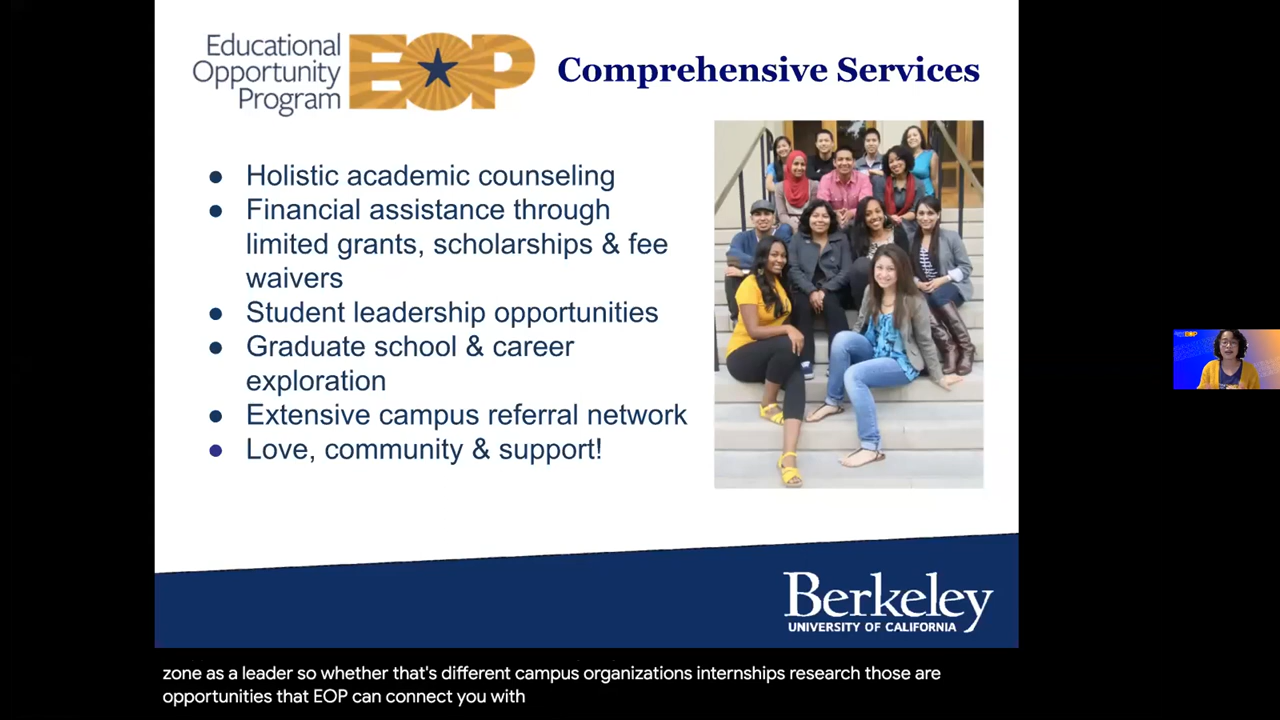 Educational
Opportunity
Program
EOP
Comprehensive Services
● Holistic academic counseling
● Financial assistance through
limited grants, scholarships & fee
waivers
● Student leadership opportunities
● Graduate school & career
exploration
● Extensive campus referral network
● Love, community & support!
Berkeley
UNIVERSITY OF CALIFORNIA
EOP
zone as a leader so whether that's different campus organizations internships research those are
opportunities that EOP can connect you with